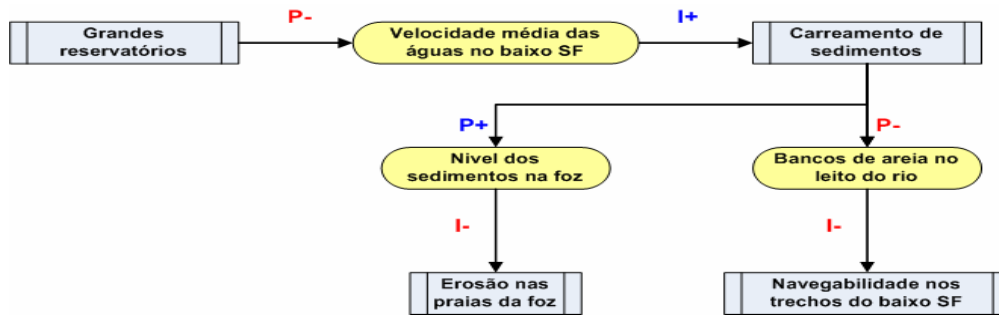 P-
I+
Grandes
reservatórios
Velocidade média das
águas no baixo SF
Carreamento de
sedimentos
P+
P-
Nivel dos
sedimentos na foz
Bancos de areia no
leito do rio
I-
I-
Erosão nas
praias da foz
Navegabilidade nos
trechos do baixo SF